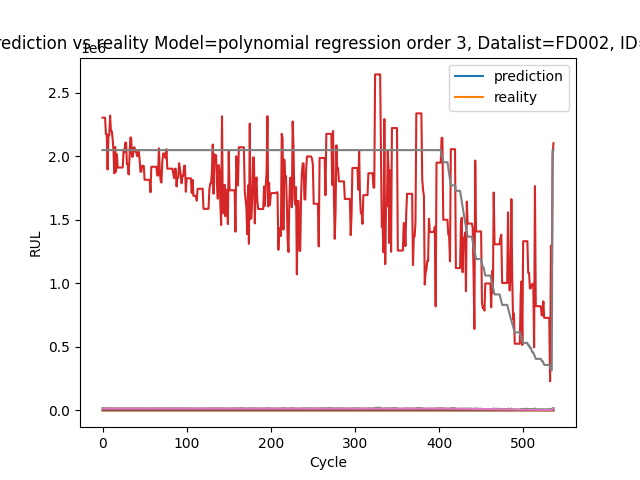 rediction vs reality Model=polynomial regression order 3, Datalist=FD002, ID=
1e6
prediction
reality
2.5
2.0
1.5
1.0
0.5
0.0
RUL
0 100 200 300 400 500
Cycle